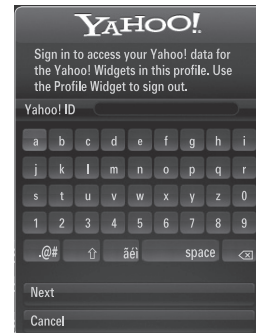 YAHOO!
Sign in to access your Yahoo! data for
the Yahoo! Widgets in this profile. Use
the Profile Widget to sign out.
Yahoo! ID
a b c d e f g h i
j k l m n o p q r
s t u v w x y z 0
1 2 3 4 5 6 7 8 9
.@# ⇧ ãéì space ⌫
Next
Cancel